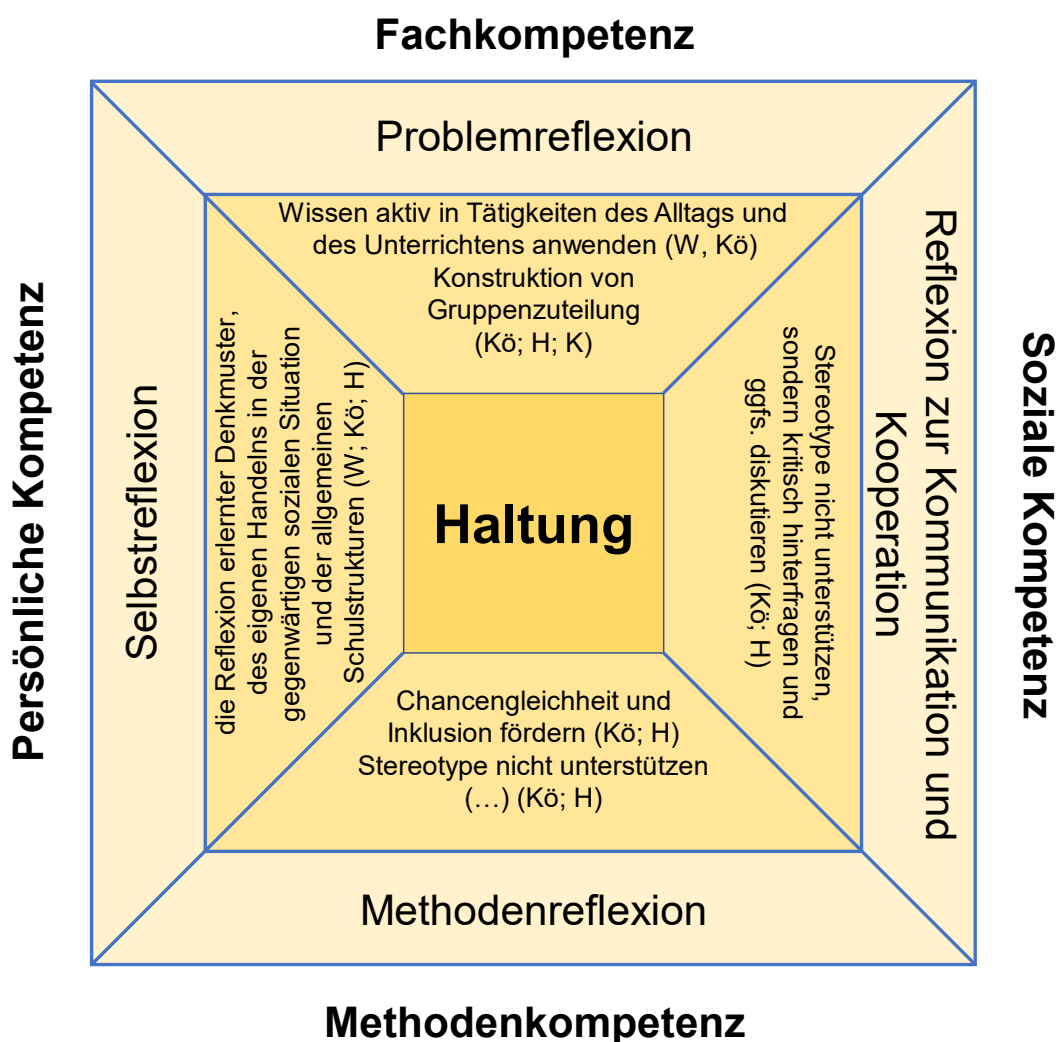 Fachkompetenz
Problemreflexion
Wissen aktiv in Tätigkeiten des Alltags und
des Unterrichtens anwenden (W, Kö)
Konstruktion von
Gruppenzuteilung
(Kö; H; K)
Persönliche Kompetenz
Selbstreflexion
die Reflexion erlernter Denkmuster,
des eigenen Handelns in der
gegenwärtigen sozialen Situation
und der allgemeinen
Schulstrukturen (W; Kö; H)
Haltung
Stereotype nicht unterstützen,
sondern kritisch hinterfragen und
ggfs. diskutieren (Kö; H)
Reflexion zur Kommunikation und
Kooperation
Soziale Kompetenz
Chancengleichheit und
Inklusion fördern (Kö; H)
Stereotype nicht unterstützen
(…) (Kö; H)
Methodenreflexion
Methodenkompetenz